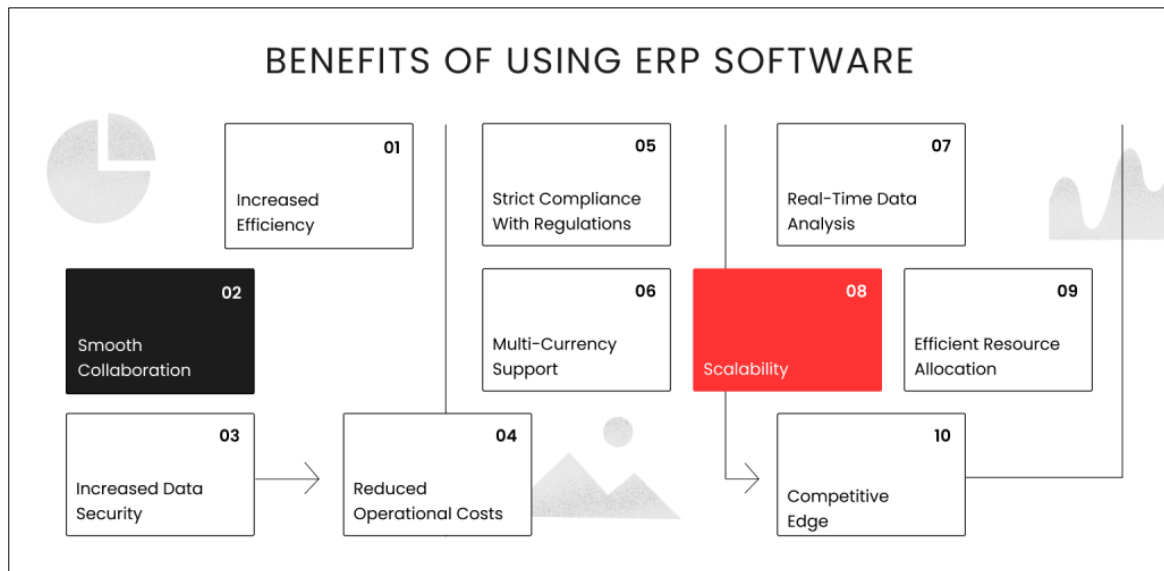 BENEFITS OF USING ERP SOFTWARE
01
Increased
Efficiency
02
Smooth
Collaboration
03
Increased Data
Security
04
Reduced
Operational Costs
05
Strict Compliance
With Regulations
06
Multi-Currency
Support
07
Real-Time Data
Analysis
08
Scalability
09
Efficient Resource
Allocation
10
Competitive
Edge